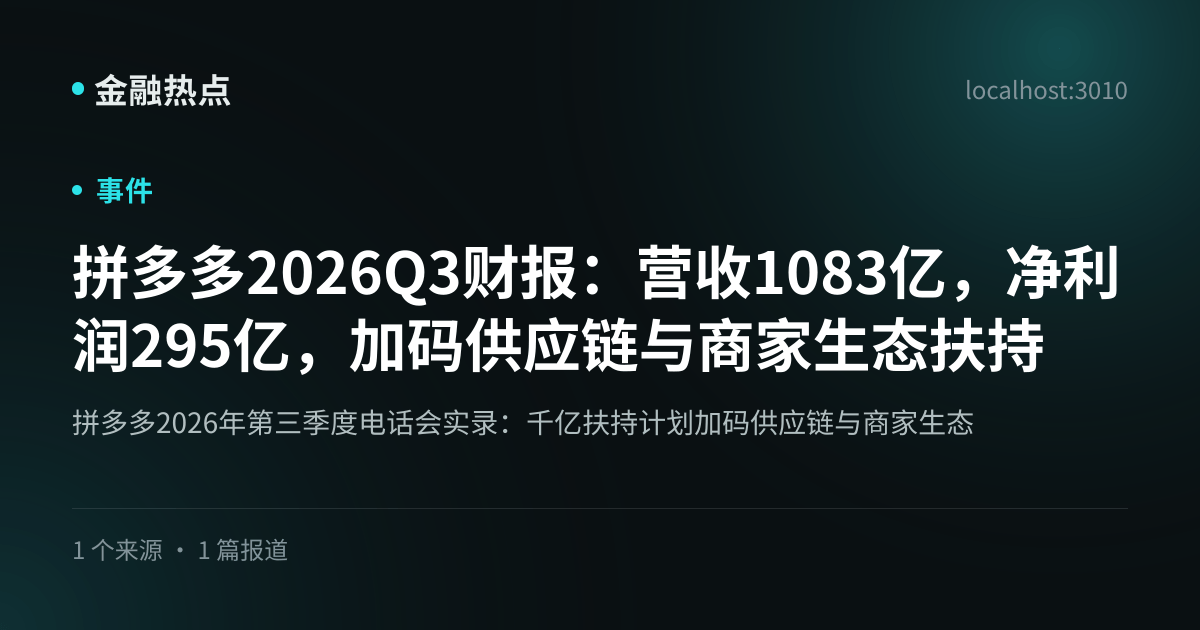 金融热点
localhost:3010
事件
拼多多2026Q3财报：营收1083亿，净利
润295亿，加码供应链与商家生态扶持
拼多多2026年第三季度电话会实录：千亿扶持计划加码供应链与商家生态
1 个来源 · 1 篇报道